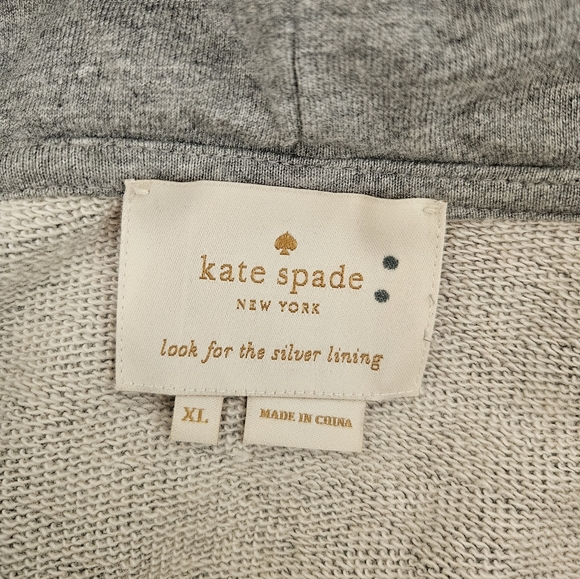 kate spade
NEW YORK
look for the silver lining
XL
MADE IN CHINA